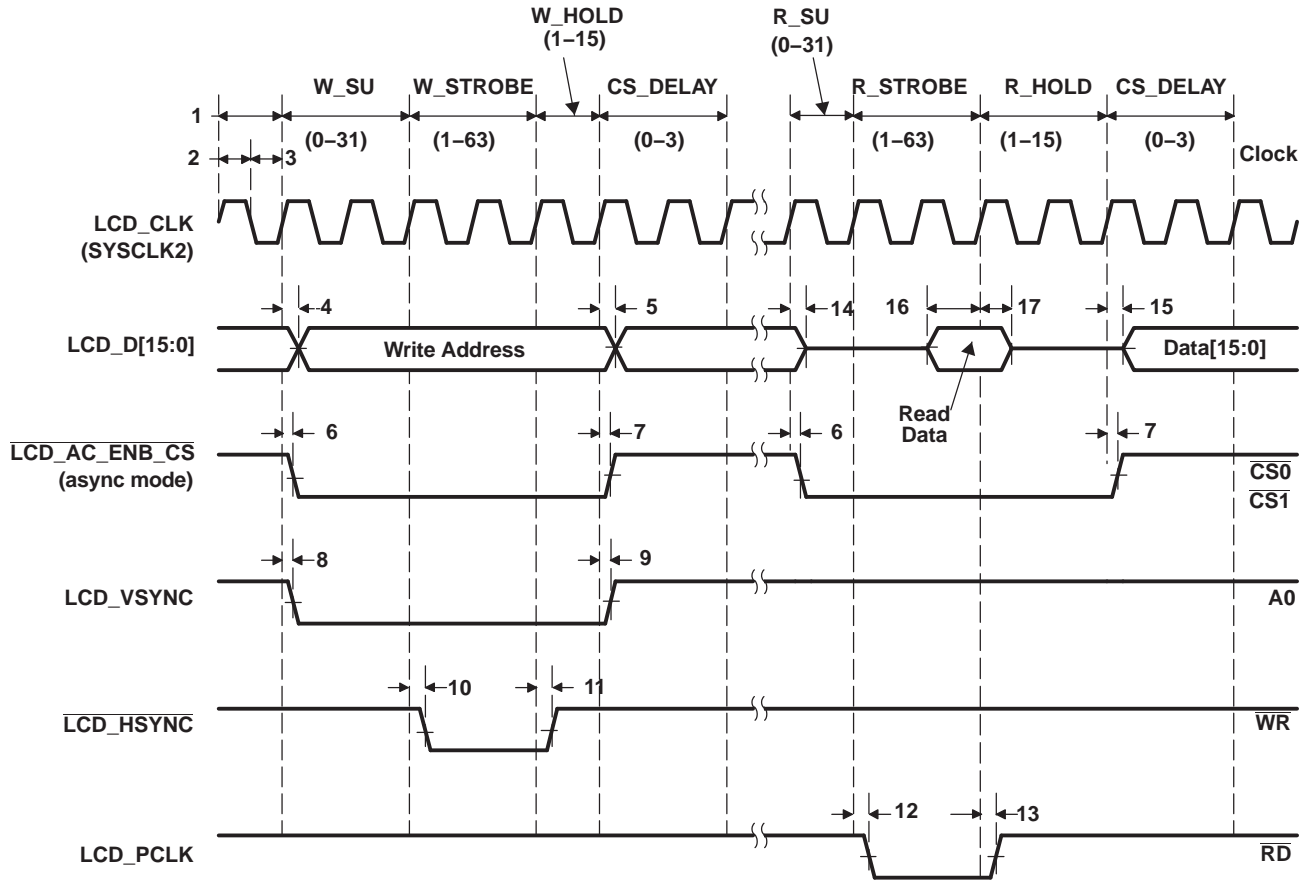 W_HOLD
(1–15)
R_SU
(0–31)
W_SU
W_STROBE
CS_DELAY
R_STROBE
R_HOLD
CS_DELAY
1
(0–31)
(1–63)
(0–3)
(1–63)
(1–15)
(0–3)
2
3
Clock
LCD_CLK
(SYSCLK2)
4
5
14
16
17
15
LCD_D[15:0]
Write Address
Data[15:0]
Read
Data
6
7
6
7
LCD_AC_ENB_CS
(async mode)
CS0
CS1
8
9
LCD_VSYNC
A0
10
11
LCD_HSYNC
WR
12
13
LCD_PCLK
RD